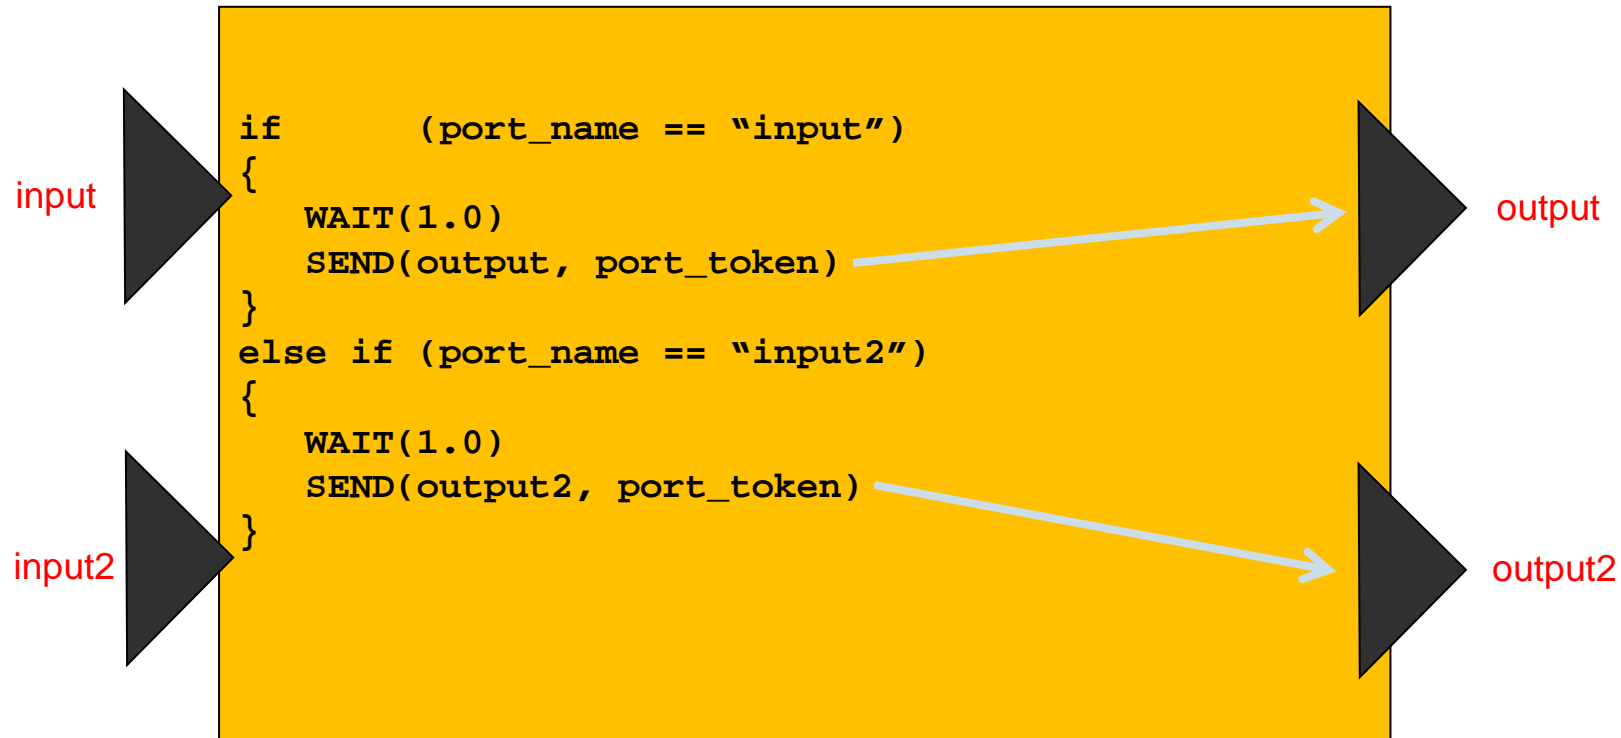 if       (port_name == “input”)
{
input
   WAIT(1.0)
output
   SEND(output, port_token)
}
else if (port_name == “input2”)
{
   WAIT(1.0)
   SEND(output2, port_token)
}
input2
output2